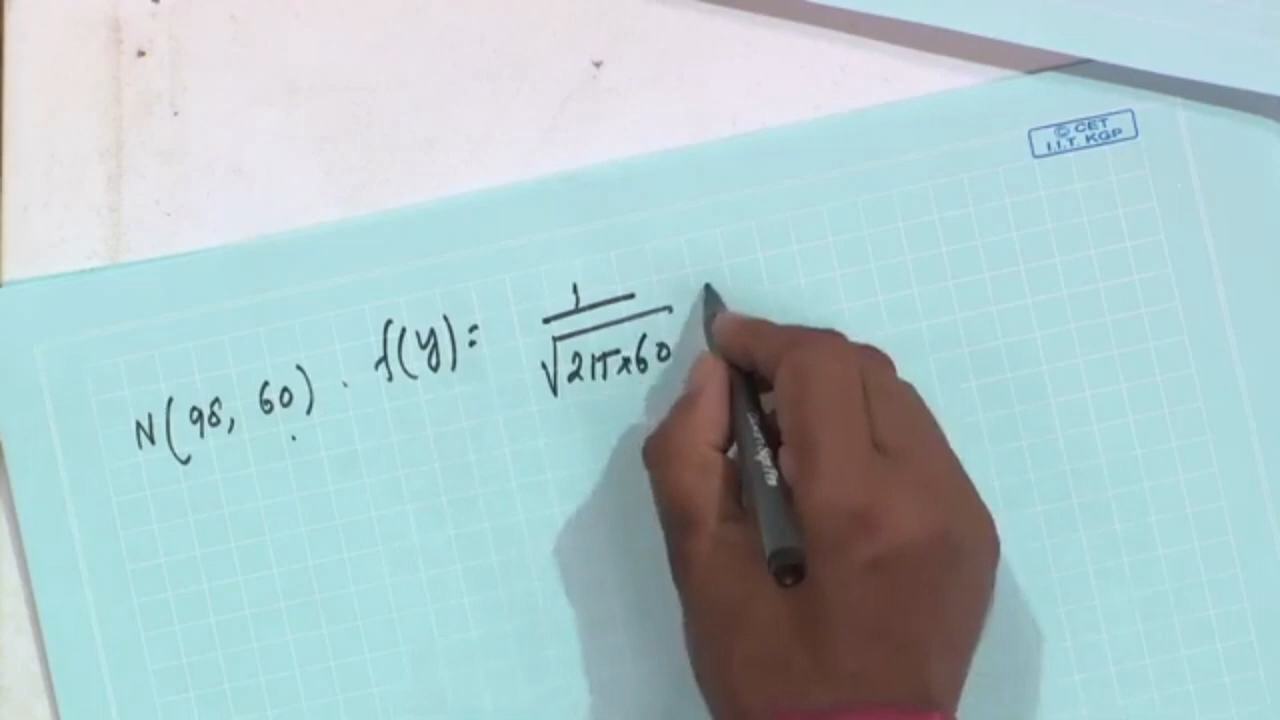 © CET
I.I.T. KGP
N(98, 60) . f(y) = 1/√2π×60